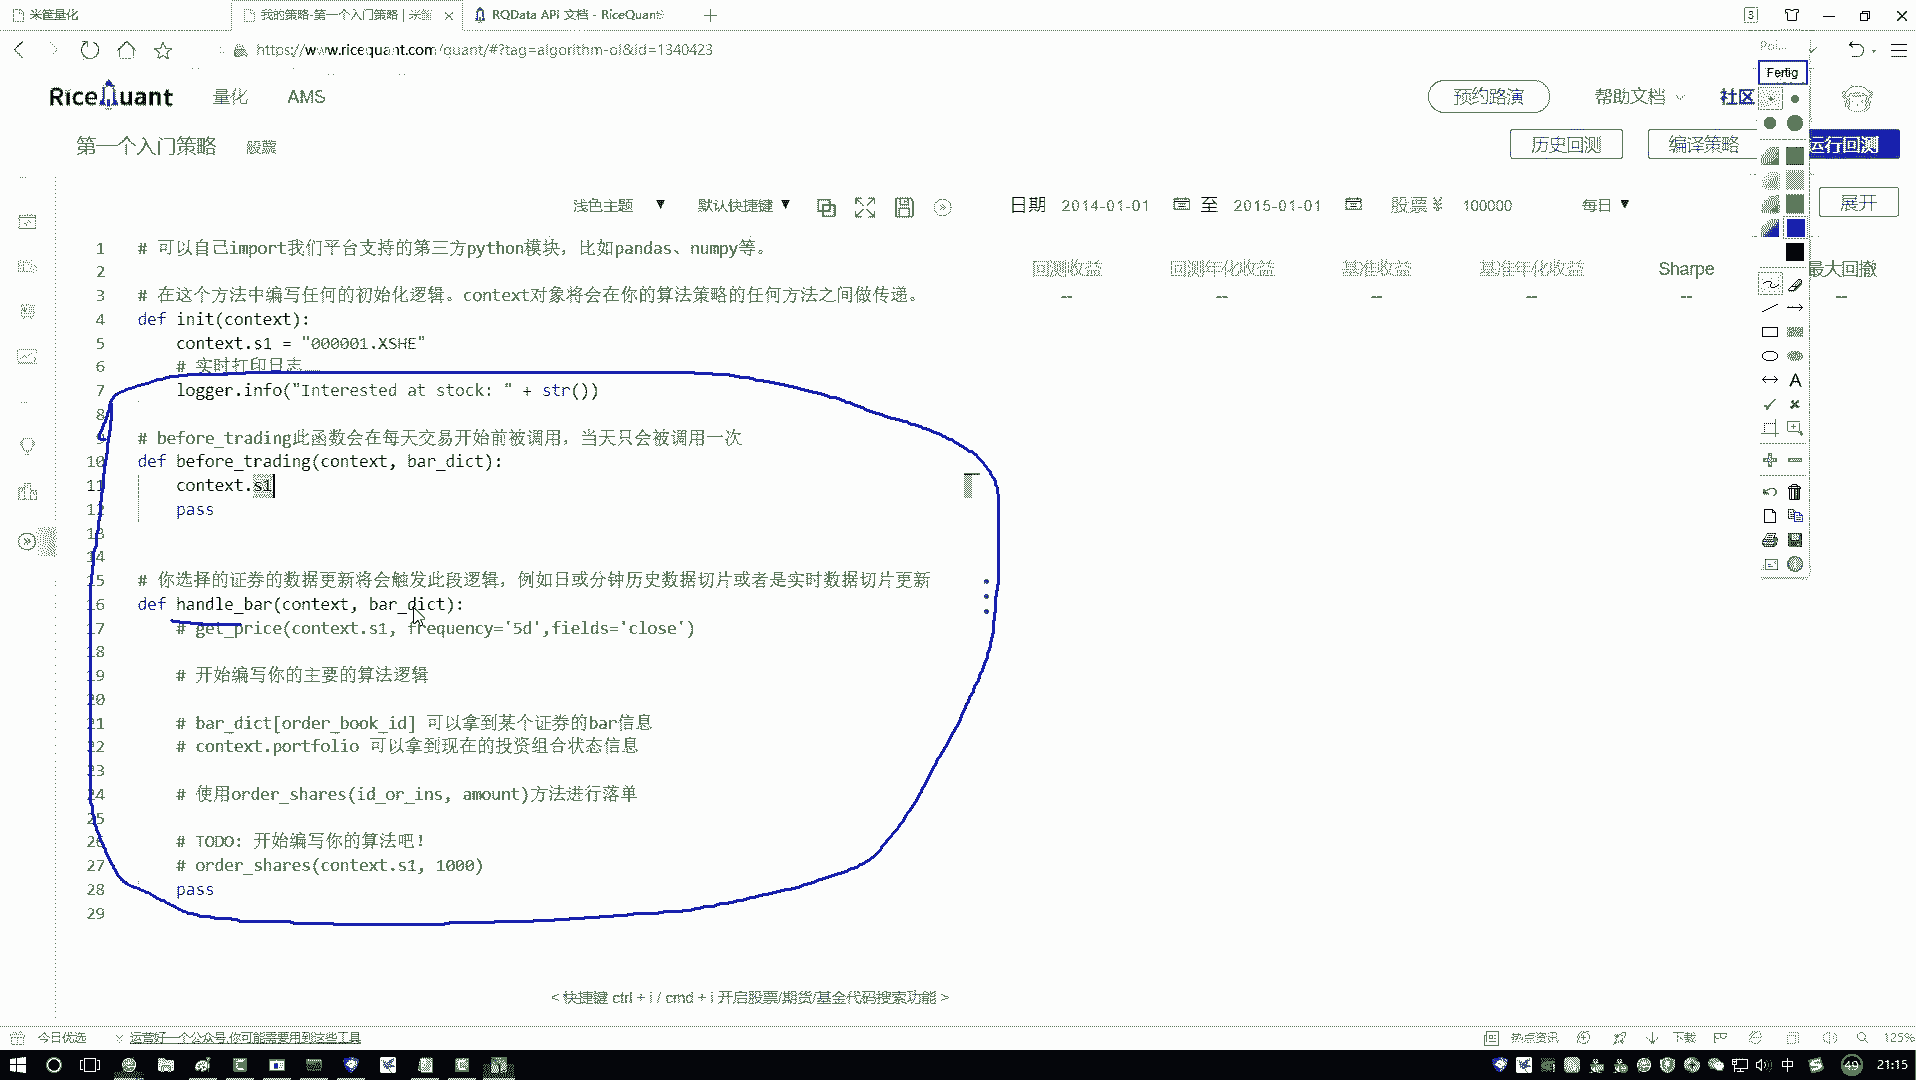 米筐量化
我的策略-第一个入门策略 | 米筐
RQData API 文档 - RiceQuant
https://www.ricequant.com/quant/#?tag=algorithm-ol&id=1340423
Poi...
Fertig
RiceQuant
量化
AMS
预约路演
帮助文档
社区
第一个入门策略
股票
历史回测
编译策略
运行回测
浅色主题
默认快捷键
日期
2014-01-01
至
2015-01-01
股票 ¥
100000
每日
展开
回测收益
回测年化收益
基准收益
基准年化收益
Sharpe
最大回撤
--
--
--
--
--
--
1 # 可以自己import我们平台支持的第三方python模块，比如pandas、numpy等。
2
3 # 在这个方法中编写任何的初始化逻辑。context对象将会在你的算法策略的任何方法之间做传递。
4 def init(context):
5 context.s1 = "000001.XSHE"
6 # 实时打印日志
7 logger.info("Interested at stock: " + str())
8
9 # before_trading此函数会在每天交易开始前被调用，当天只会被调用一次
10 def before_trading(context, bar_dict):
11 context.s1
12 pass
13
14
15 # 你选择的证券的数据更新将会触发此段逻辑，例如日或分钟历史数据切片或者是实时数据切片更新
16 def handle_bar(context, bar_dict):
17 # get_price(context.s1, frequency='5d',fields='close')
18
19 # 开始编写你的主要的算法逻辑
20
21 # bar_dict[order_book_id] 可以拿到某个证券的bar信息
22 # context.portfolio 可以拿到现在的投资组合状态信息
23
24 # 使用order_shares(id_or_ins, amount)方法进行落单
25
26 # TODO: 开始编写你的算法吧！
27 # order_shares(context.s1, 1000)
28 pass
29
< 快捷键 ctrl + i / cmd + i 开启股票/期货/基金代码搜索功能 >
今日优选
运营好一个公众号,你可能需要用到这些工具
热点资讯
下载
125%
中
49
21:15